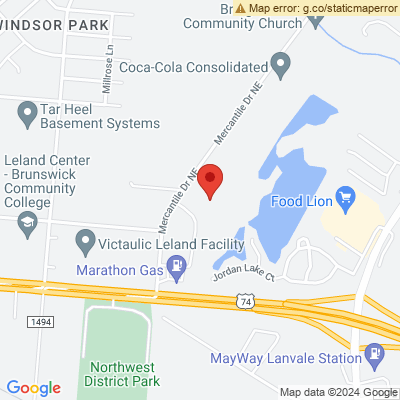 Map error: g.co/staticmaperror
WINDSOR PARK
Millrose Ln
Community Church
Coca-Cola Consolidated
Mercantile Dr NE
Tar Heel
Basement Systems
Leland Center
- Brunswick
Community
College
Mercantile Dr NE
Food Lion
Victaulic Leland Facility
Marathon Gas
Jordan Lake Ct
74
1494
Northwest
District Park
MayWay Lanvale Station
Google
Map data ©2024 Google